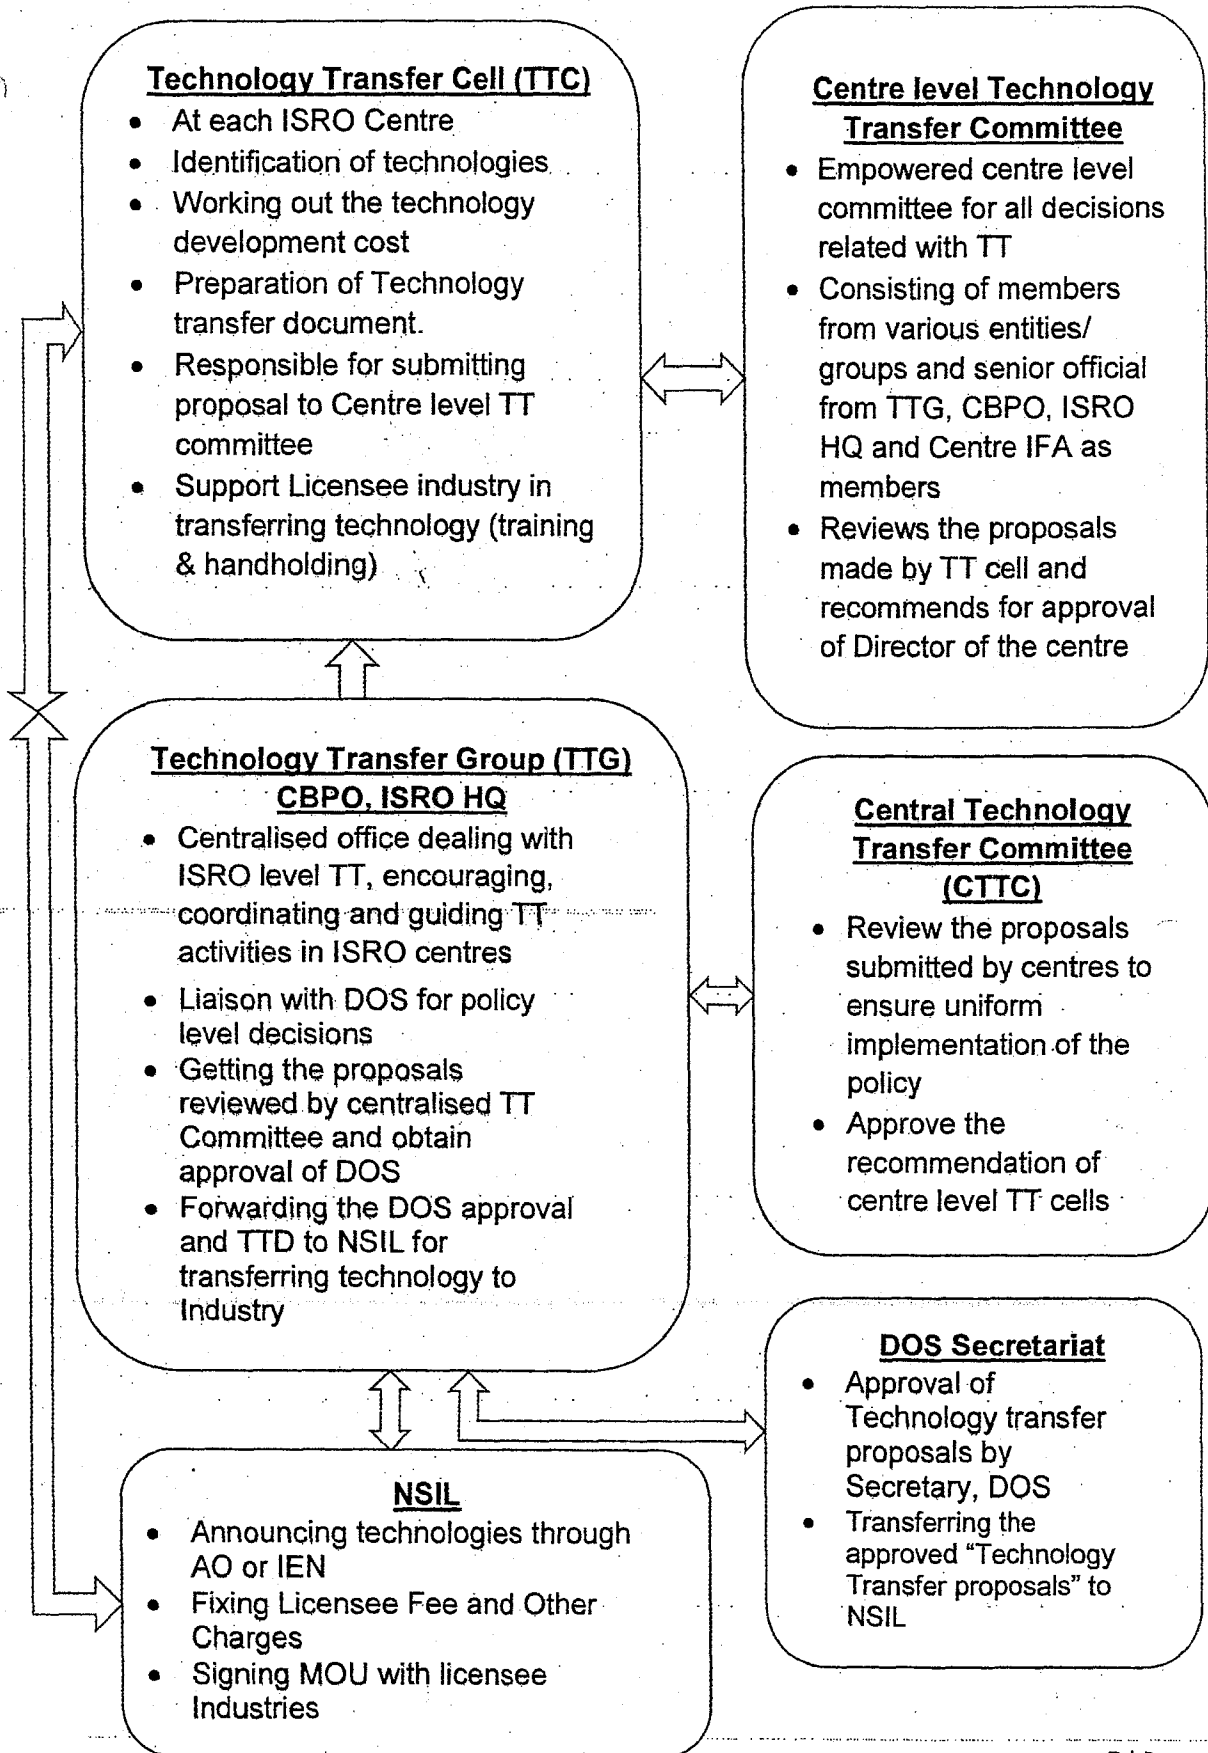 Technology Transfer Cell (TTC)
• At each ISRO Centre
• Identification of technologies
• Working out the technology
development cost
• Preparation of Technology
transfer document.
• Responsible for submitting
proposal to Centre level TT
committee
• Support Licensee industry in
transferring technology (training
& handholding)
Centre level Technology
Transfer Committee
• Empowered centre level
committee for all decisions
related with TT
• Consisting of members
from various entities/
groups and senior official
from TTG, CBPO, ISRO
HQ and Centre IFA as
members
• Reviews the proposals
made by TT cell and
recommends for approval
of Director of the centre
Technology Transfer Group (TTG)
CBPO, ISRO HQ
• Centralised office dealing with
ISRO level TT, encouraging,
coordinating and guiding TT
activities in ISRO centres
• Liaison with DOS for policy
level decisions
• Getting the proposals
reviewed by centralised TT
Committee and obtain
approval of DOS
• Forwarding the DOS approval
and TTD to NSIL for
transferring technology to
Industry
Central Technology
Transfer Committee
(CTTC)
• Review the proposals
submitted by centres to
ensure uniform
implementation of the
policy
• Approve the
recommendation of
centre level TT cells
DOS Secretariat
• Approval of
Technology transfer
proposals by
Secretary, DOS
• Transferring the
approved “Technology
Transfer proposals” to
NSIL
NSIL
• Announcing technologies through
AO or IEN
• Fixing Licensee Fee and Other
Charges
• Signing MOU with licensee
Industries